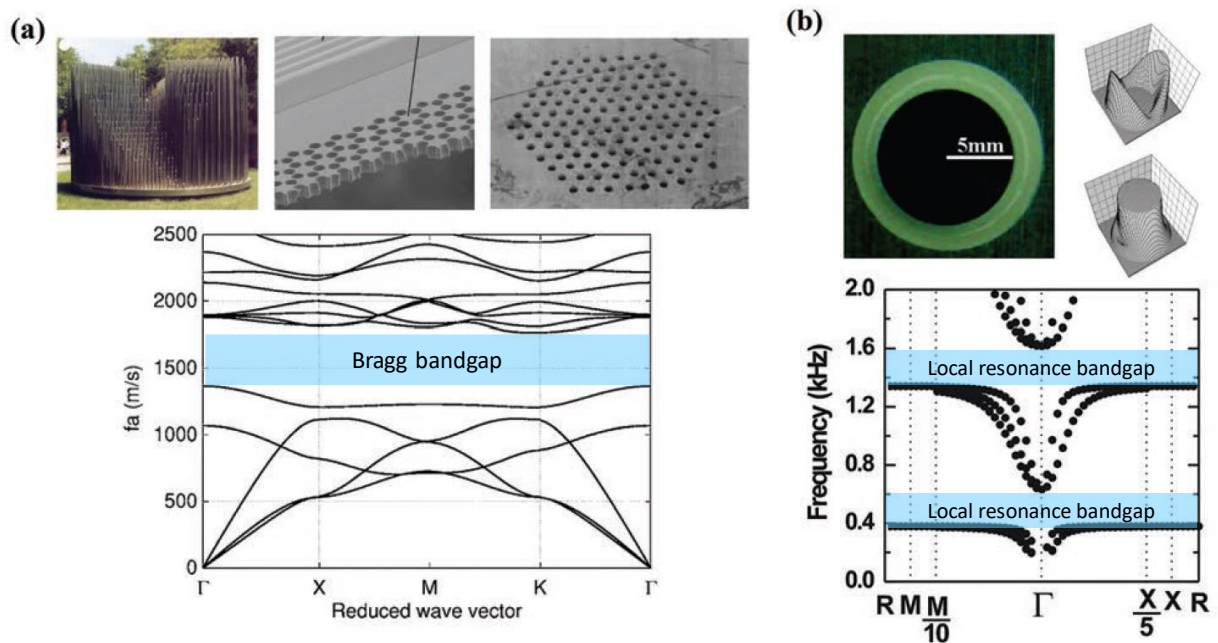 (a)
2500
2000
1500
1000
500
0
fa (m/s)
Bragg bandgap
Γ X M K Γ
Reduced wave vector
(b)
5mm
2.0
1.6
1.2
0.8
0.4
0.0
Frequency (kHz)
Local resonance bandgap
Local resonance bandgap
R M M/10 Γ X/5 X R